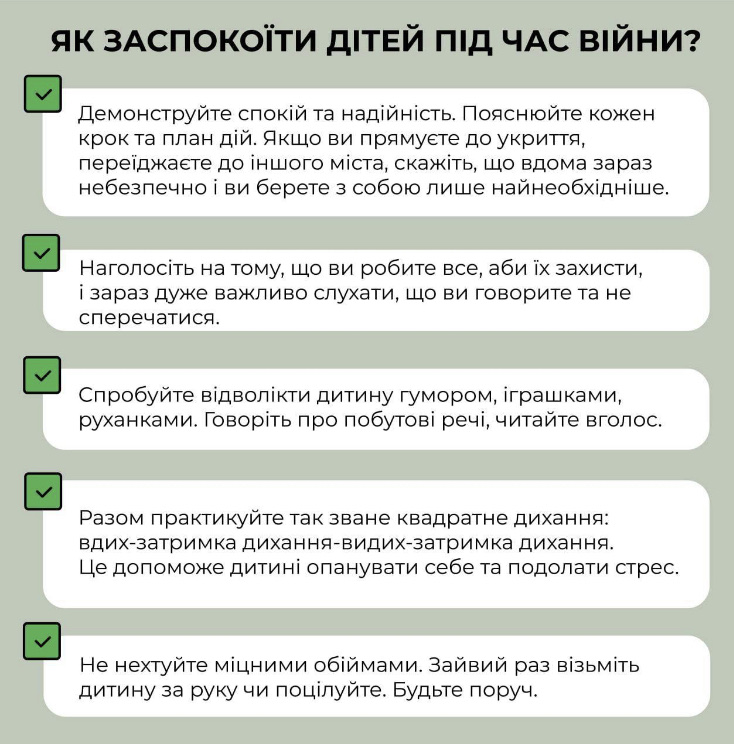 ЯК ЗАСПОКОЇТИ ДІТЕЙ ПІД ЧАС ВІЙНИ?
Демонструйте спокій та надійність. Пояснюйте кожен
крок та план дій. Якщо ви прямуєте до укриття,
переїджаєте до іншого міста, скажіть, що вдома зараз
небезпечно і ви берете з собою лише найнеобхідніше.
Наголосіть на тому, що ви робите все, аби їх захисти,
і зараз дуже важливо слухати, що ви говорите та не
сперечатися.
Спробуйте відволікти дитину гумором, іграшками,
руханками. Говоріть про побутові речі, читайте вголос.
Разом практикуйте так зване квадратне дихання:
вдих-затримка дихання-видих-затримка дихання.
Це допоможе дитині опанувати себе та подолати стрес.
Не нехтуйте міцними обіймами. Зайвий раз візьміть
дитину за руку чи поцілуйте. Будьте поруч.